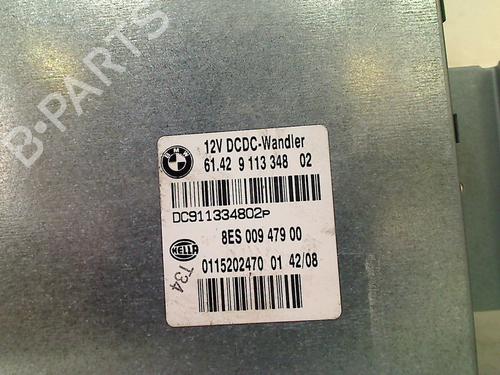 B-PARTS
BMW
12V DCDC-Wandler
61.42 9 113 348 02
DC911334802P
8ES 009 479 00
HELLA
0115202470 01 42/08
T34